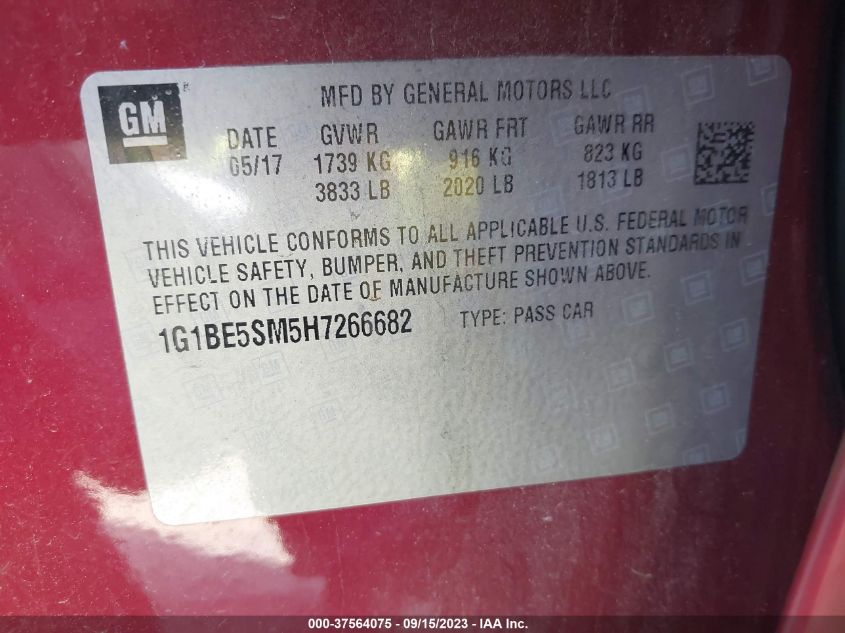 GM
MFD BY GENERAL MOTORS LLC
DATE GVWR GAWR FRT GAWR RR
05/17 1739 KG 916 KG 823 KG
3833 LB 2020 LB 1813 LB
THIS VEHICLE CONFORMS TO ALL APPLICABLE U.S. FEDERAL MOTOR
VEHICLE SAFETY, BUMPER, AND THEFT PREVENTION STANDARDS IN
EFFECT ON THE DATE OF MANUFACTURE SHOWN ABOVE.
1G1BE5SM5H7266682 TYPE: PASS CAR
000-37564075 - 09/15/2023 - IAA Inc.